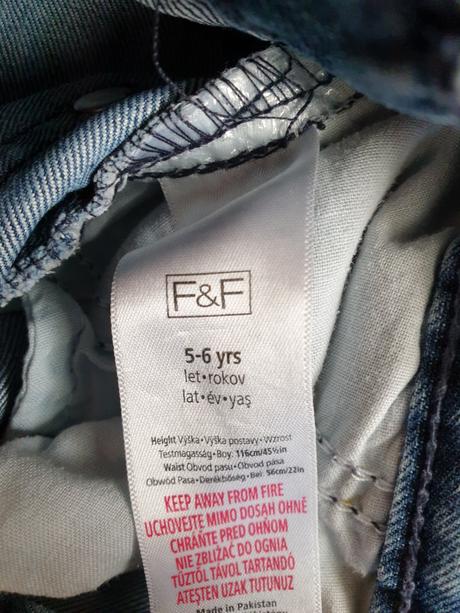 F&F
5-6 yrs
let•rokov
lat•év•yaş
Height Výška•Výška postavy•Wzrost
Testmagasság•Boy: 116cm/45½in
Waist Obvod pasu•Obvod pása
Obwód Pasa•Derékbőség•Bel: 56cm/22in
KEEP AWAY FROM FIRE
UCHOVEJTE MIMO DOSAH OHNĚ
CHRÁŇTE PRED OHŇOM
NIE ZBLIŻAĆ DO OGNIA
TŰZTŐL TÁVOL TARTANDÓ
ATEŞTEN UZAK TUTUNUZ
Made in Pakistan